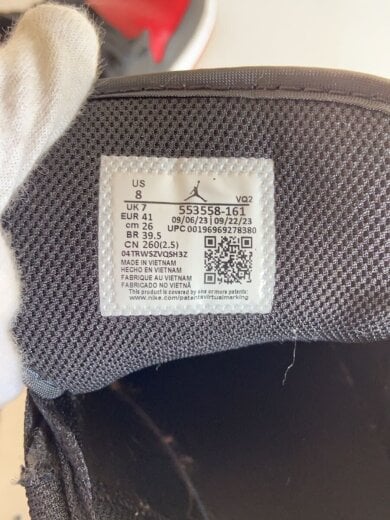 US
8
VQ2
UK 7
EUR 41
cm 26
BR 39.5
CN 260(2.5)
553558-161
09/06/23 | 09/22/23
UPC 00196969278380
04TRWSZVQSH3Z
MADE IN VIETNAM
HECHO EN VIETNAM
FABRIQUE AU VIETNAM
FABRICADO NO VIETNÃ
This product is covered by one or more patents:
www.nike.com/patentsvirtualmarking